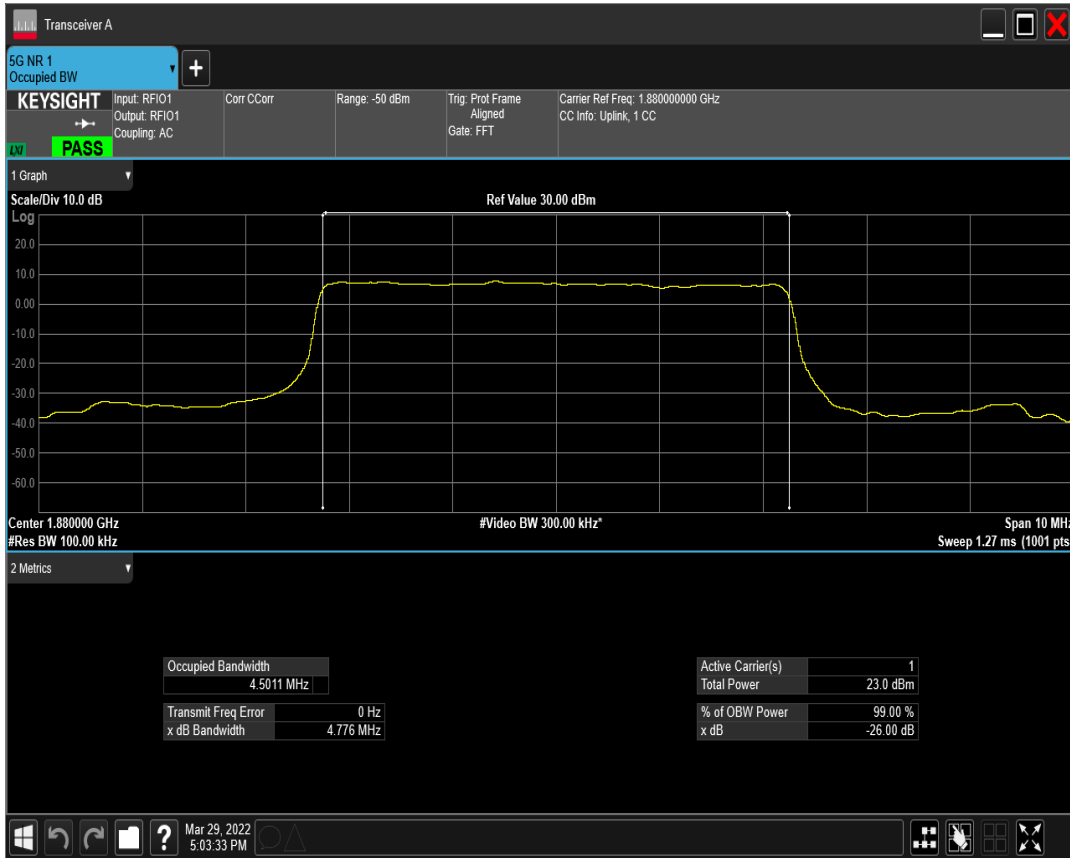 Transceiver A
5G NR 1
Occupied BW
KEYSIGHT
Input: RFIO1
Output: RFIO1
Coupling: AC
Corr CCorr
Range: -50 dBm
Trig: Prot Frame
Aligned
Gate: FFT
Carrier Ref Freq: 1.880000000 GHz
CC Info: Uplink, 1 CC
LXI
PASS
1 Graph
Scale/Div 10.0 dB
Ref Value 30.00 dBm
Log
20.0
10.0
0.00
-10.0
-20.0
-30.0
-40.0
-50.0
-60.0
Center 1.880000 GHz
#Video BW 300.00 kHz*
Span 10 MHz
#Res BW 100.00 kHz
Sweep 1.27 ms (1001 pts
2 Metrics
Occupied Bandwidth
4.5011 MHz
Transmit Freq Error 0 Hz
x dB Bandwidth 4.776 MHz
Active Carrier(s) 1
Total Power 23.0 dBm
% of OBW Power 99.00 %
x dB -26.00 dB
?
Mar 29, 2022
5:03:33 PM